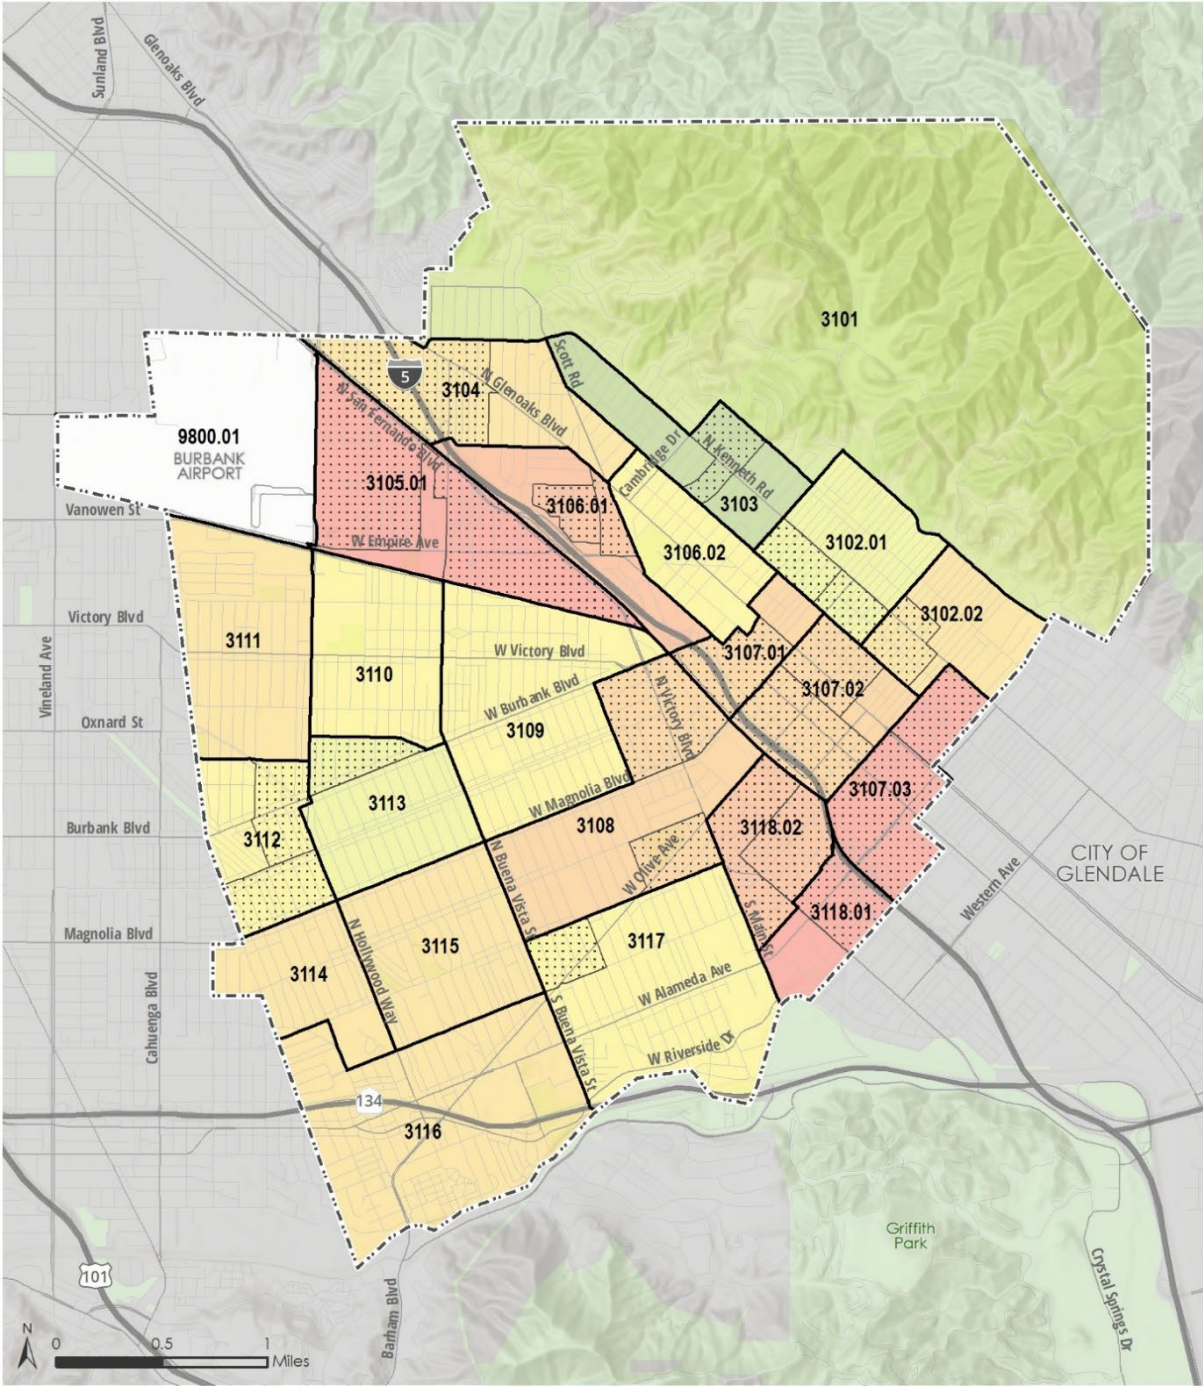 Sunland Blvd
Glenoaks Blvd
3101
Scott Rd
5
3104
N Glenoaks Blvd
9800.01
BURBANK
AIRPORT
N San Fernando Blvd
Cambridge Dr
N Kenneth Rd
3105.01
3106.01
3103
Vanowen St
W Empire Ave
3106.02
3102.01
Victory Blvd
3102.02
3111
W Victory Blvd
3107.01
3110
3107.02
Vineland Ave
N Victory Blvd
W Burbank Blvd
Oxnard St
3109
3107.03
W Magnolia Blvd
3113
3108
3118.02
Burbank Blvd
3112
W Olive Ave
CITY OF
GLENDALE
Western Ave
N Buena Vista St
3118.01
S Main St
Magnolia Blvd
3117
3115
N Hollywood Way
3114
W Alameda Ave
Cahuenga Blvd
S Buena Vista St
W Riverside Dr
134
3116
Griffith
Park
101
Barham Blvd
Crystal Springs Dr
N
0 0.5 1
Miles